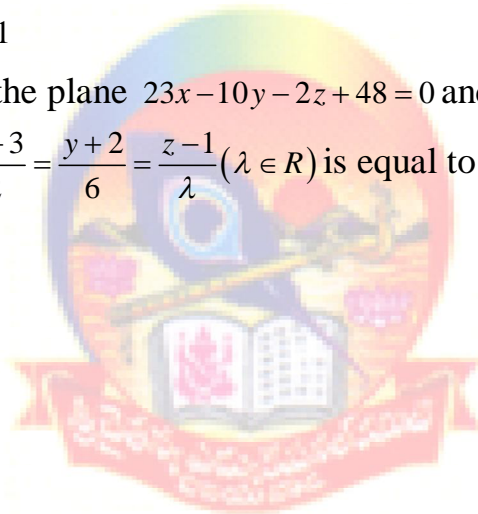 1
the plane 23x−10y−2z+48=0 and
+3/ = y+2/6 = z−1/λ (λ ∈ R) is equal to